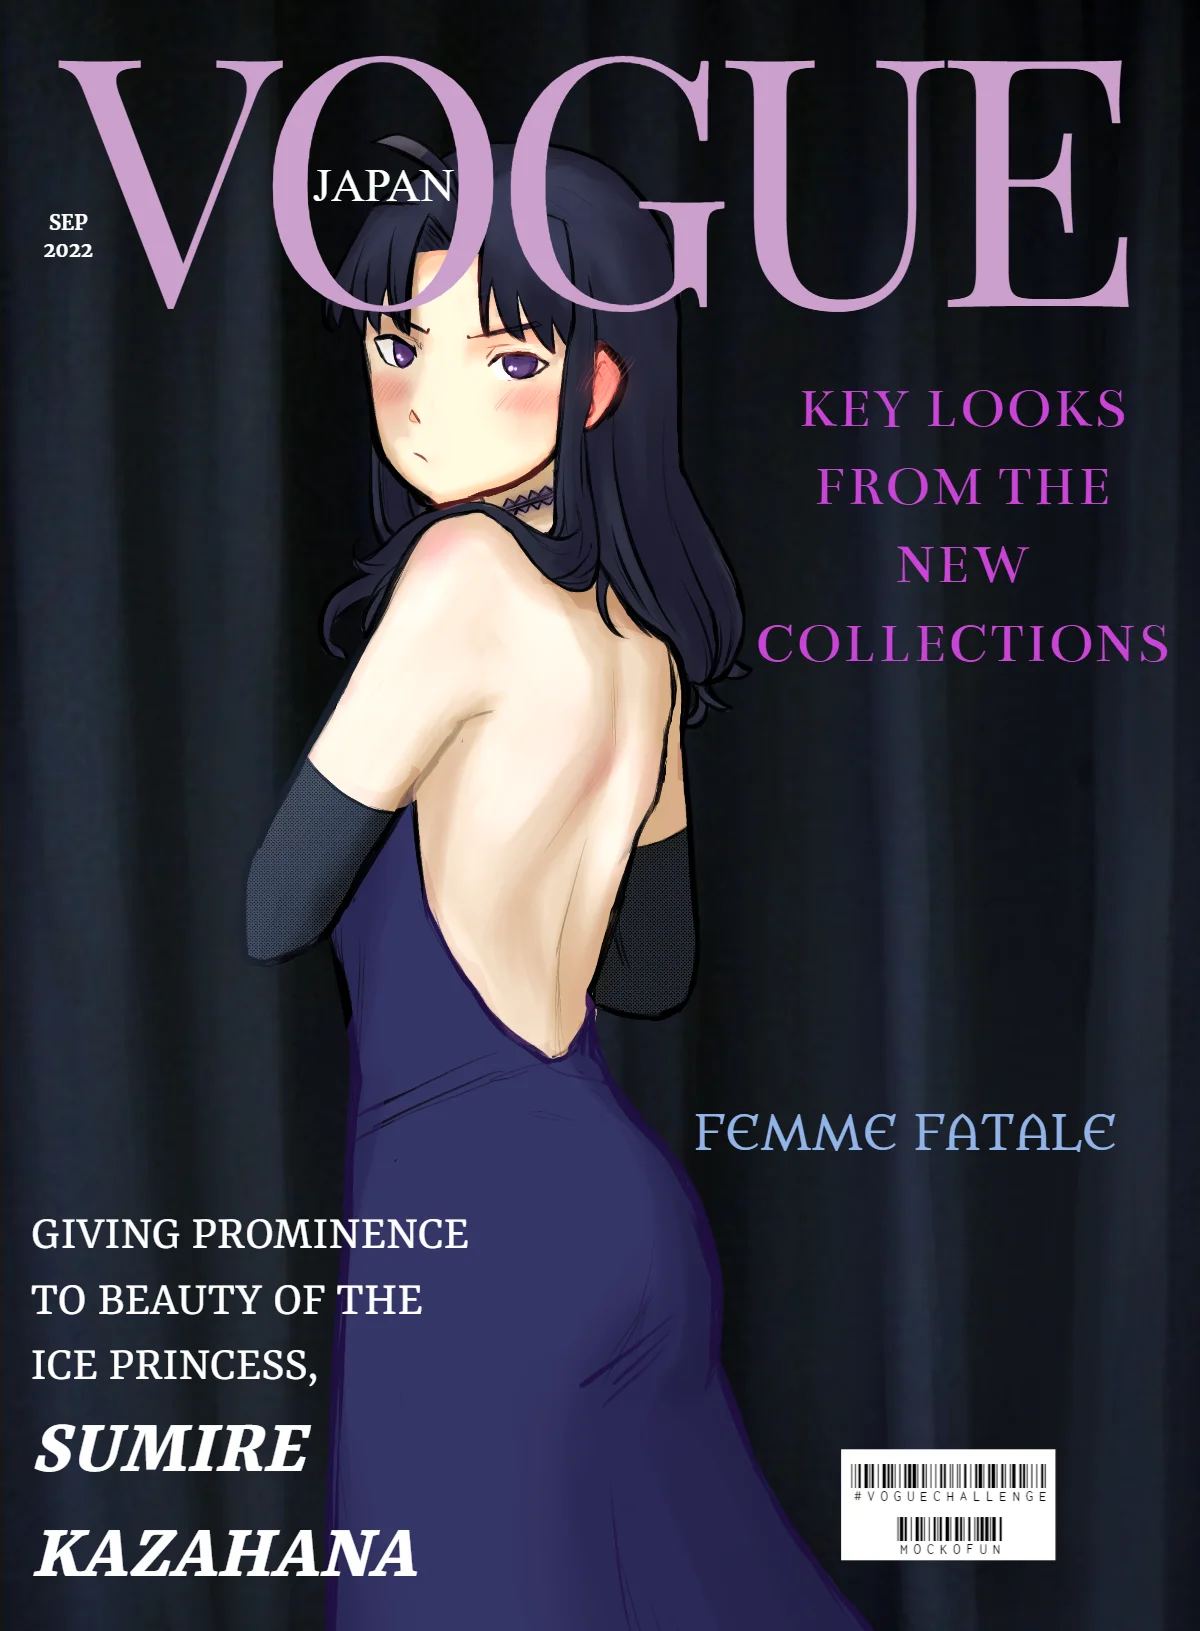 VOGUE
JAPAN
SEP
2022
KEY LOOKS
FROM THE
NEW
COLLECTIONS
FEMME FATALE
GIVING PROMINENCE
TO BEAUTY OF THE
ICE PRINCESS,
SUMIRE
KAZAHANA
#VOGUECHALLENGE
MOCKOFUN